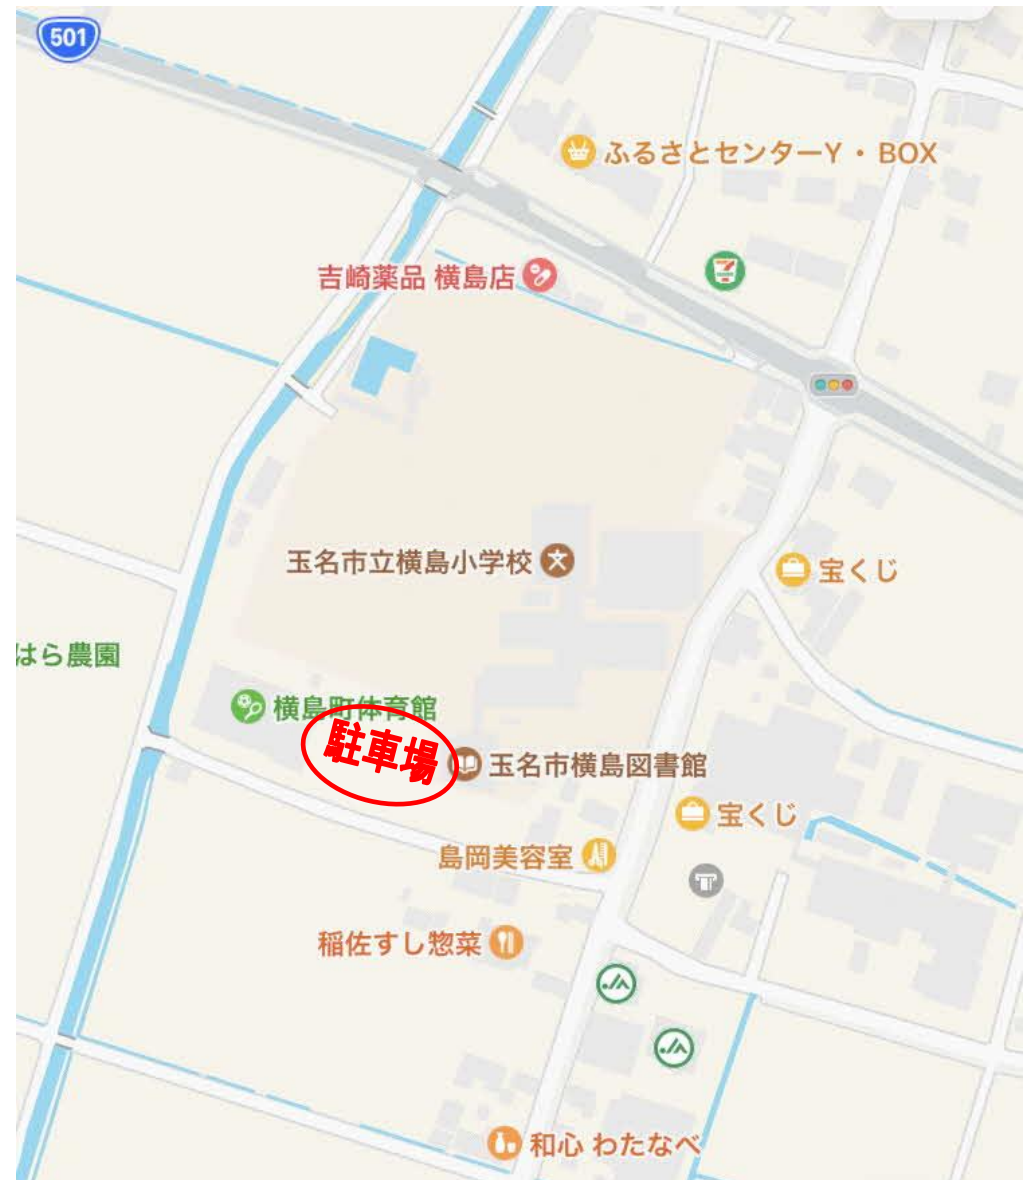 501
ふるさとセンターY・BOX
吉崎薬品 横島店
玉名市立横島小学校
宝くじ
はら農園
横島町体育館
駐車場
玉名市横島図書館
宝くじ
島岡美容室
稲佐すし惣菜
JA
JA
和心 わたなべ